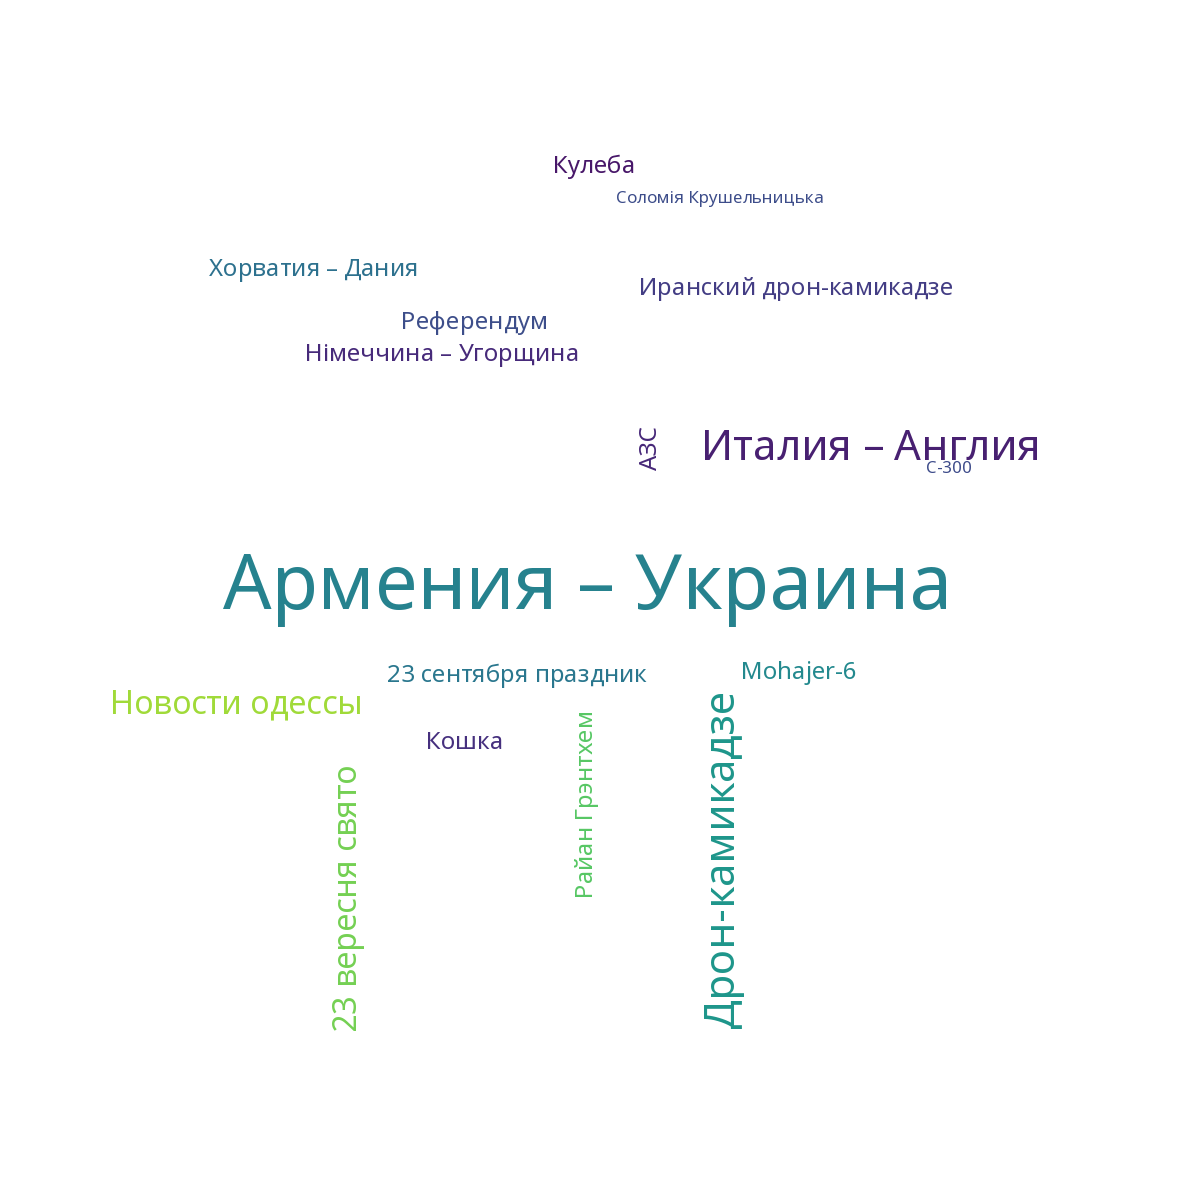 Кулеба
Соломія Крушельницька
Хорватия – Дания
Иранский дрон-камикадзе
Референдум
Німеччина – Угорщина
АЗС
Италия – Англия
С-300
Армения – Украина
23 сентября праздник
Mohajer-6
Новости одессы
Кошка
Райан Грэнтхем
Дрон-камикадзе
23 вересня свято